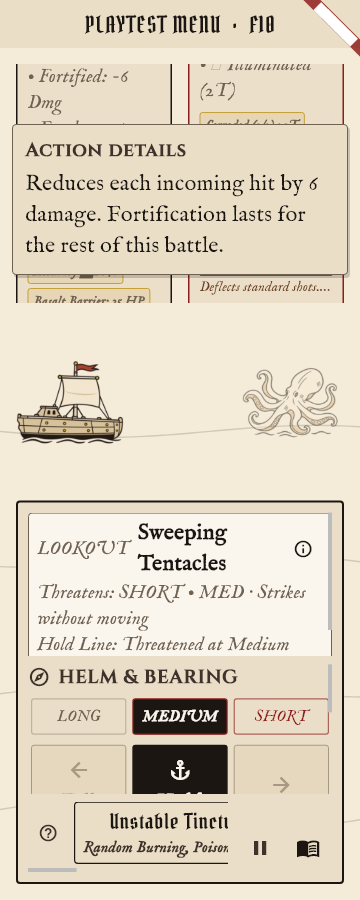 PLAYTEST MENU · F10
• Fortified: -6
Dmg
• Illuminated
(2T)
ACTION DETAILS
Reduces each incoming hit by 6
damage. Fortification lasts for
the rest of this battle.
Basalt Barrier: 35 HP
Deflects standard shots....
LOOKOUT
Sweeping
Tentacles
Threatens: SHORT • MED · Strikes
without moving
Hold Line: Threatened at Medium
HELM & BEARING
LONG
MEDIUM
SHORT
Unstable Tinctu
Random Burning, Poison